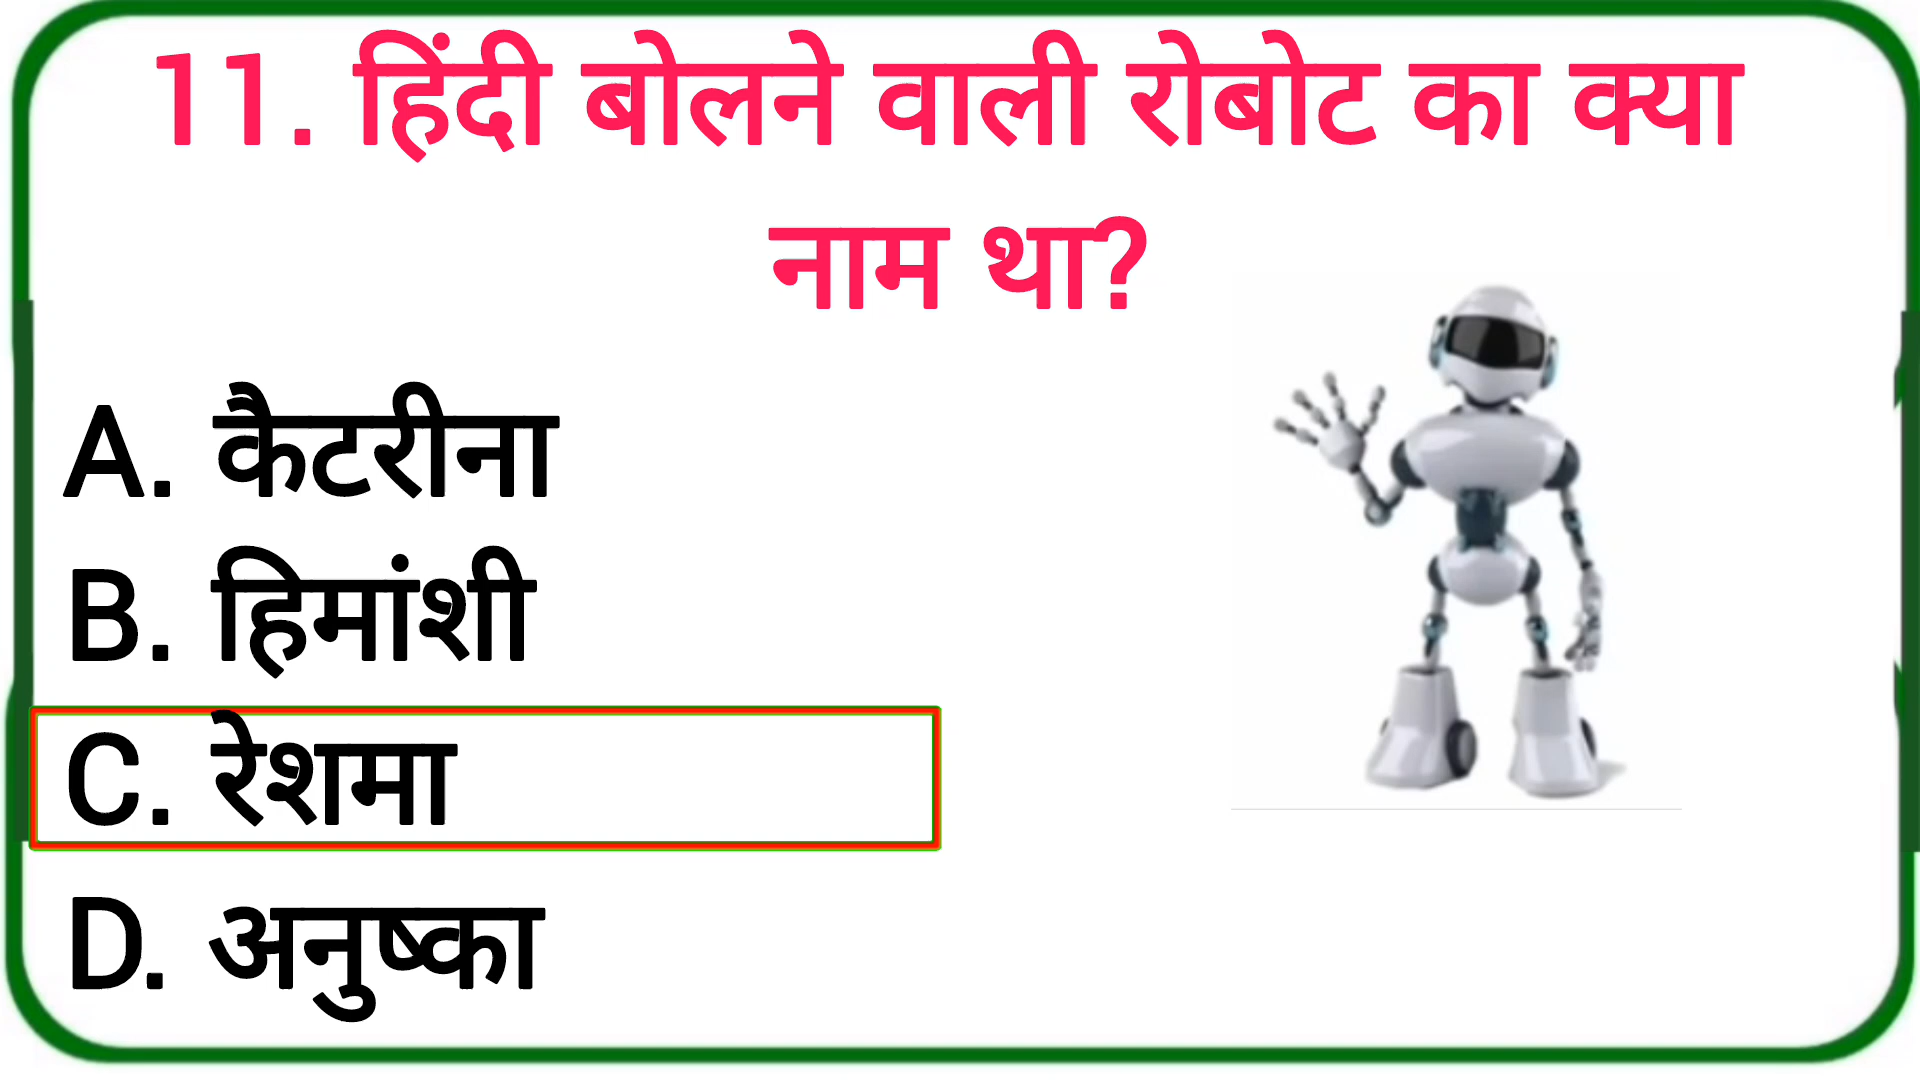 11. हिंदी बोलने वाली रोबोट का क्या
नाम था?
A. कैटरीना
B. हिमांशी
C. रेशमा
D. अनुष्का